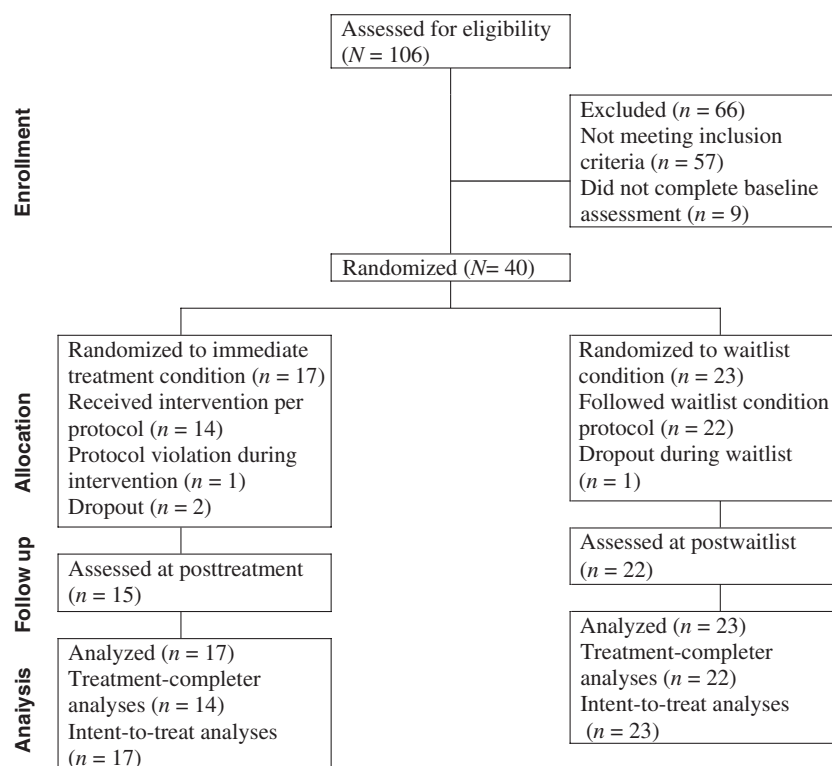 Assessed for eligibility
(N = 106)
Enrollment
Excluded (n = 66)
Not meeting inclusion
criteria (n = 57)
Did not complete baseline
assessment (n = 9)
Randomized (N= 40)
Allocation
Randomized to immediate
treatment condition (n = 17)
Received intervention per
protocol (n = 14)
Protocol violation during
intervention (n = 1)
Dropout (n = 2)
Randomized to waitlist
condition (n = 23)
Followed waitlist condition
protocol (n = 22)
Dropout during waitlist
(n = 1)
Follow up
Assessed at posttreatment
(n = 15)
Assessed at postwaitlist
(n = 22)
Anaiysis
Analyzed (n = 17)
Treatment-completer
analyses (n = 14)
Intent-to-treat analyses
(n = 17)
Analyzed (n = 23)
Treatment-completer
analyses (n = 22)
Intent-to-treat analyses
(n = 23)